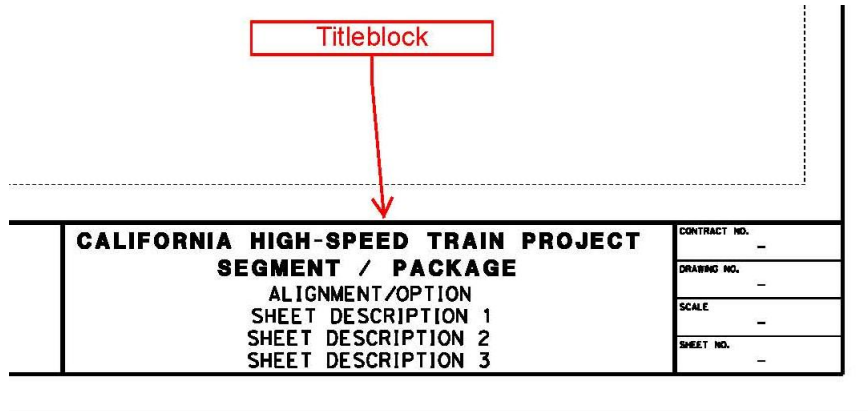 Titleblock
CALIFORNIA HIGH-SPEED TRAIN PROJECT
SEGMENT / PACKAGE
ALIGNMENT/OPTION
SHEET DESCRIPTION 1
SHEET DESCRIPTION 2
SHEET DESCRIPTION 3
CONTRACT NO.
–
DRAWING NO.
–
SCALE
–
SHEET NO.
–